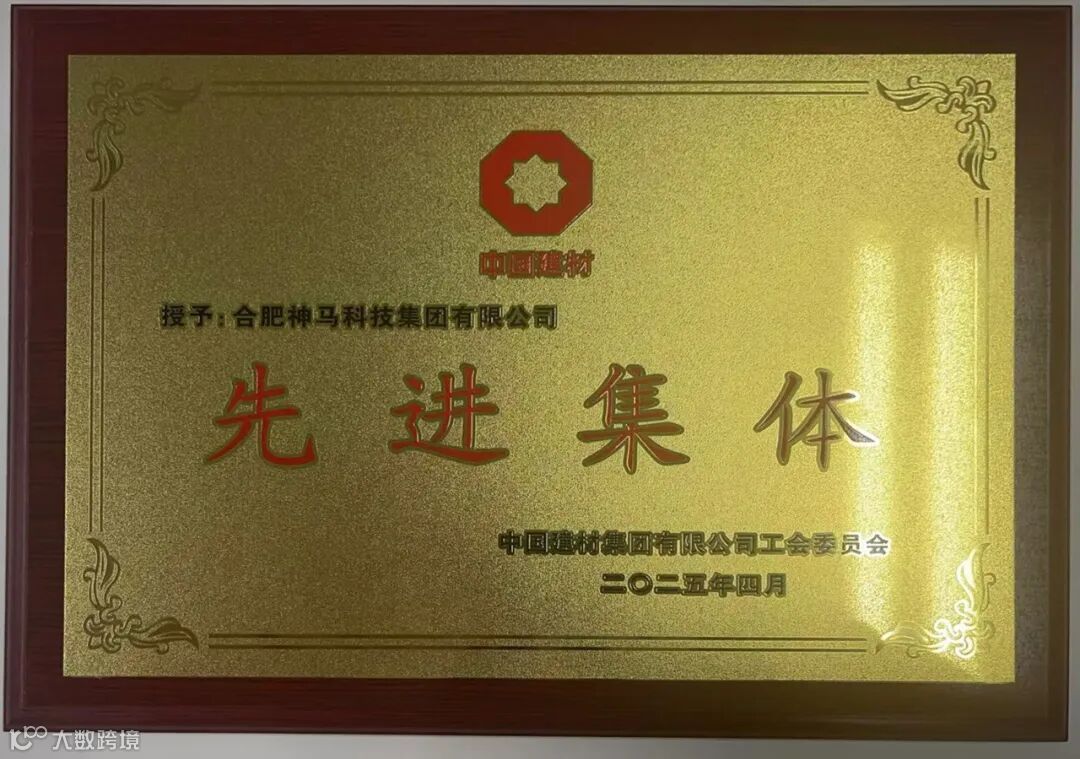 中国建材
授予：合肥神马科技集团有限公司
先进集体
中国建材集团有限公司工会委员会
二〇二五年四月
大数跨境